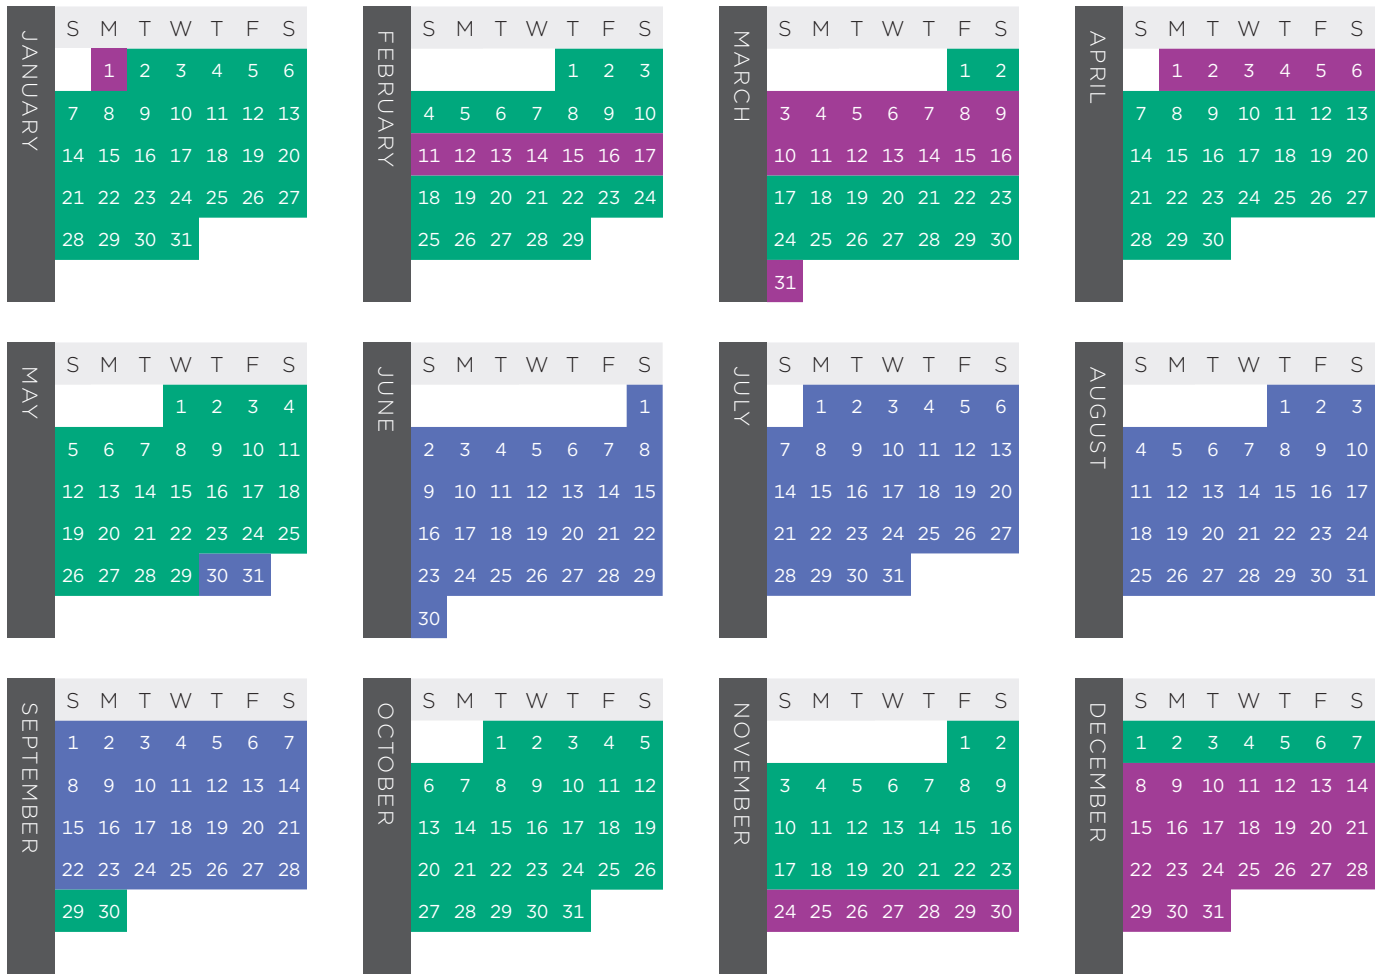 JANUARY
S M T W T F S
1 2 3 4 5 6
7 8 9 10 11 12 13
14 15 16 17 18 19 20
21 22 23 24 25 26 27
28 29 30 31
FEBRUARY
S M T W T F S
1 2 3
4 5 6 7 8 9 10
11 12 13 14 15 16 17
18 19 20 21 22 23 24
25 26 27 28 29
MARCH
S M T W T F S
1 2
3 4 5 6 7 8 9
10 11 12 13 14 15 16
17 18 19 20 21 22 23
24 25 26 27 28 29 30
31
APRIL
S M T W T F S
1 2 3 4 5 6
7 8 9 10 11 12 13
14 15 16 17 18 19 20
21 22 23 24 25 26 27
28 29 30
MAY
S M T W T F S
1 2 3 4
5 6 7 8 9 10 11
12 13 14 15 16 17 18
19 20 21 22 23 24 25
26 27 28 29 30 31
JUNE
S M T W T F S
1
2 3 4 5 6 7 8
9 10 11 12 13 14 15
16 17 18 19 20 21 22
23 24 25 26 27 28 29
30
JULY
S M T W T F S
1 2 3 4 5 6
7 8 9 10 11 12 13
14 15 16 17 18 19 20
21 22 23 24 25 26 27
28 29 30 31
AUGUST
S M T W T F S
1 2 3
4 5 6 7 8 9 10
11 12 13 14 15 16 17
18 19 20 21 22 23 24
25 26 27 28 29 30 31
SEPTEMBER
S M T W T F S
1 2 3 4 5 6 7
8 9 10 11 12 13 14
15 16 17 18 19 20 21
22 23 24 25 26 27 28
29 30
OCTOBER
S M T W T F S
1 2 3 4 5
6 7 8 9 10 11 12
13 14 15 16 17 18 19
20 21 22 23 24 25 26
27 28 29 30 31
NOVEMBER
S M T W T F S
1 2
3 4 5 6 7 8 9
10 11 12 13 14 15 16
17 18 19 20 21 22 23
24 25 26 27 28 29 30
DECEMBER
S M T W T F S
1 2 3 4 5 6 7
8 9 10 11 12 13 14
15 16 17 18 19 20 21
22 23 24 25 26 27 28
29 30 31